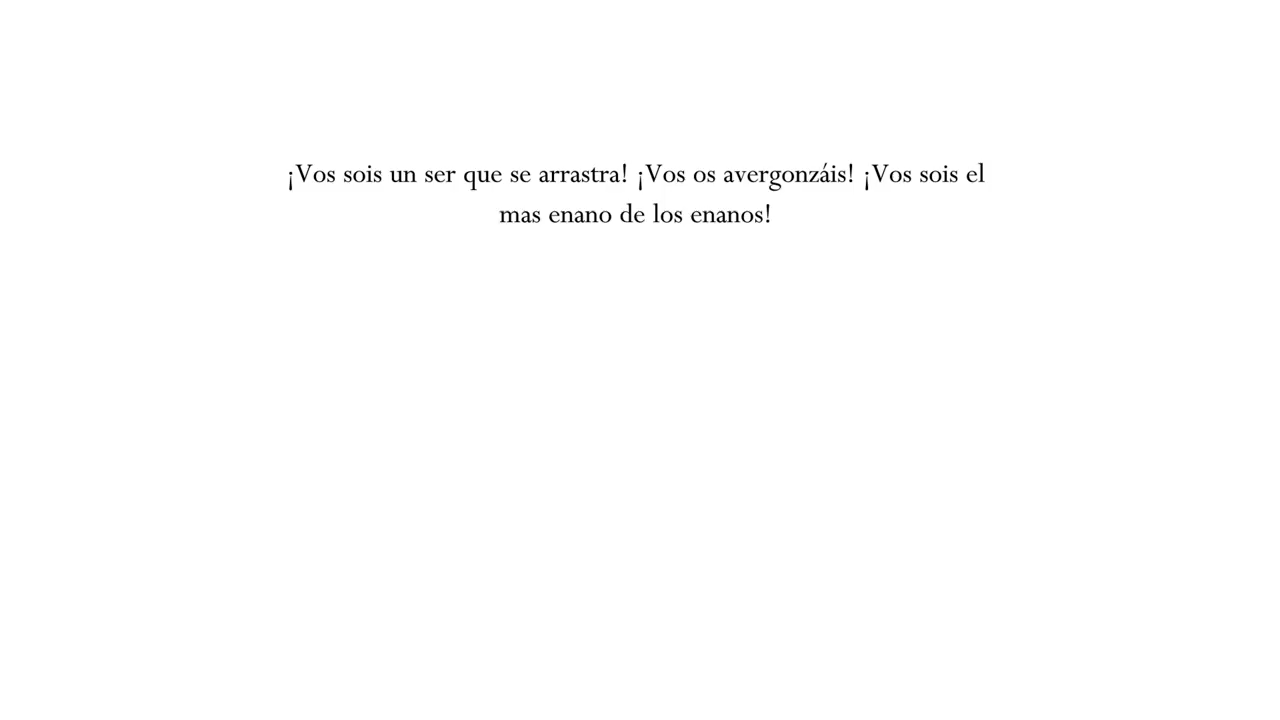 ¡Vos sois un ser que se arrastra! ¡Vos os avergonzáis! ¡Vos sois el
mas enano de los enanos!